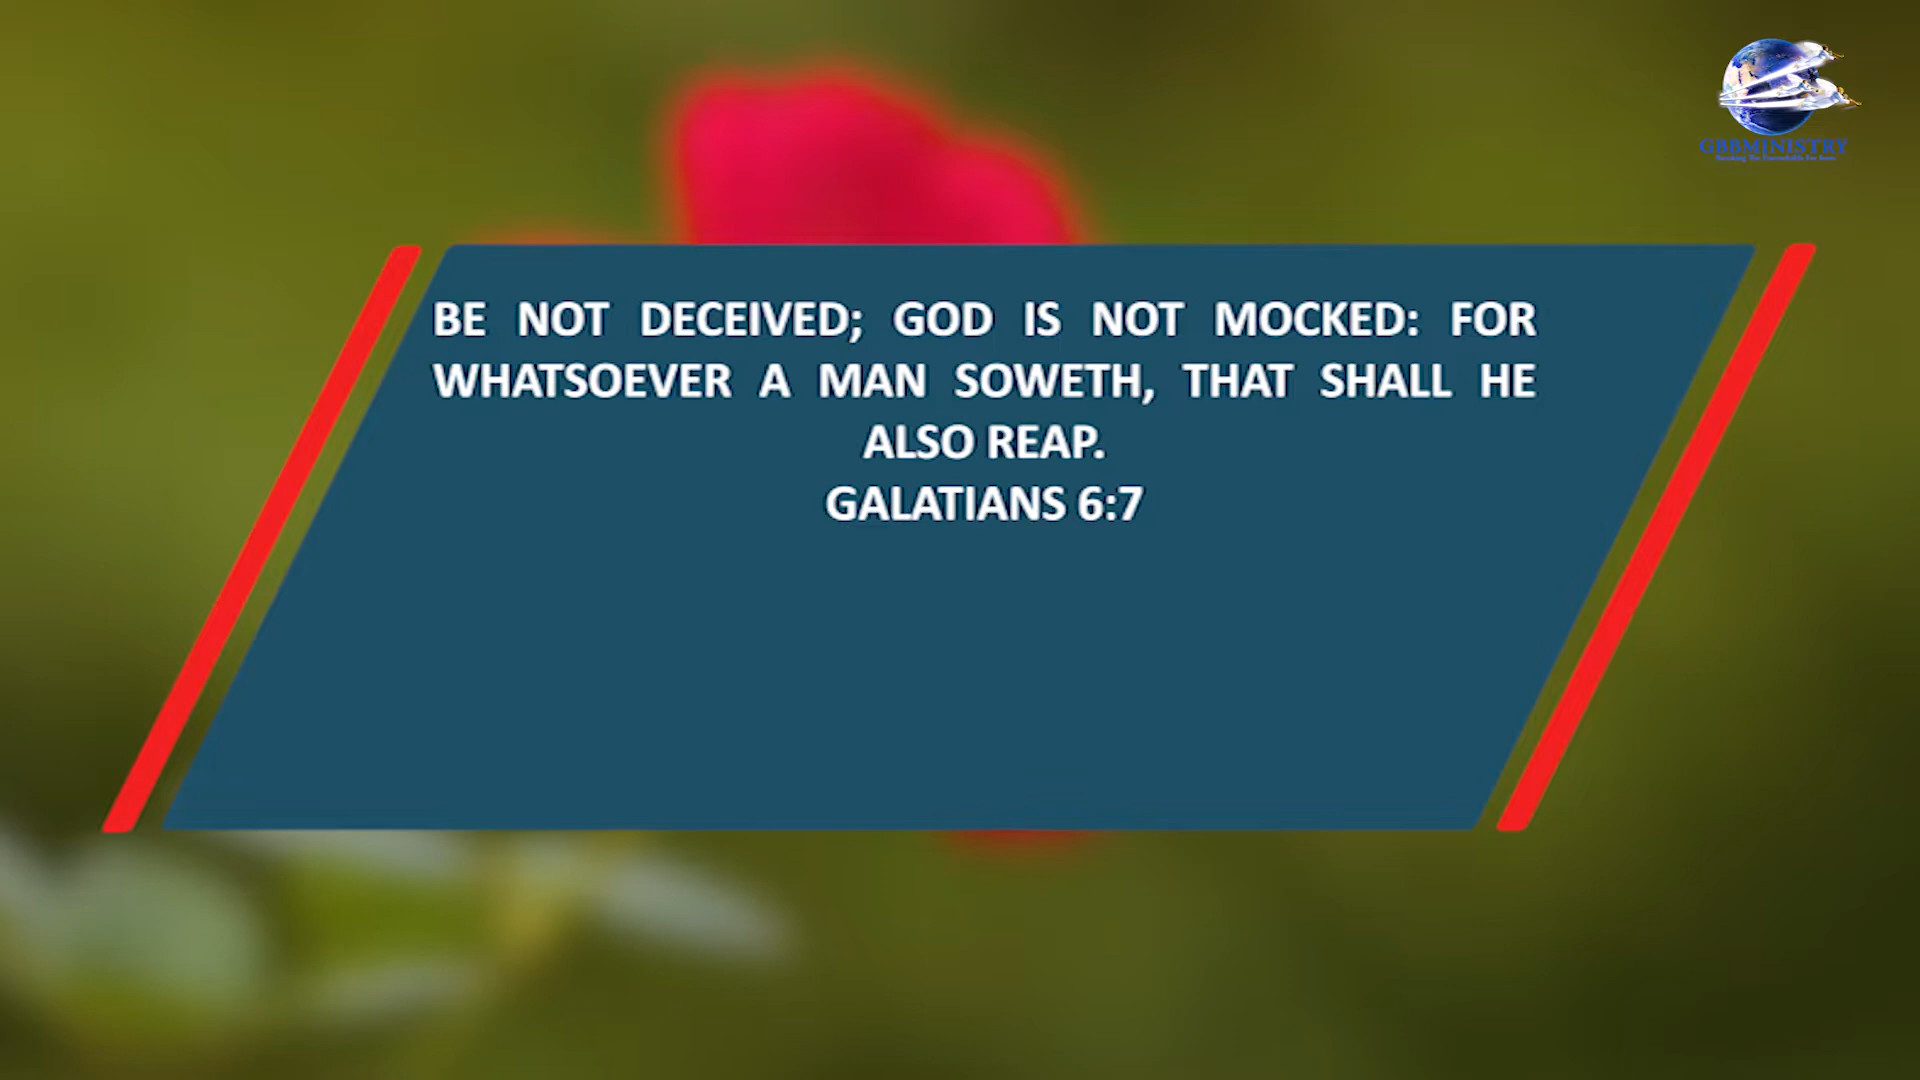 BE NOT DECEIVED; GOD IS NOT MOCKED: FOR
WHATSOEVER A MAN SOWETH, THAT SHALL HE
ALSO REAP.
GALATIANS 6:7
GBBMINISTRY